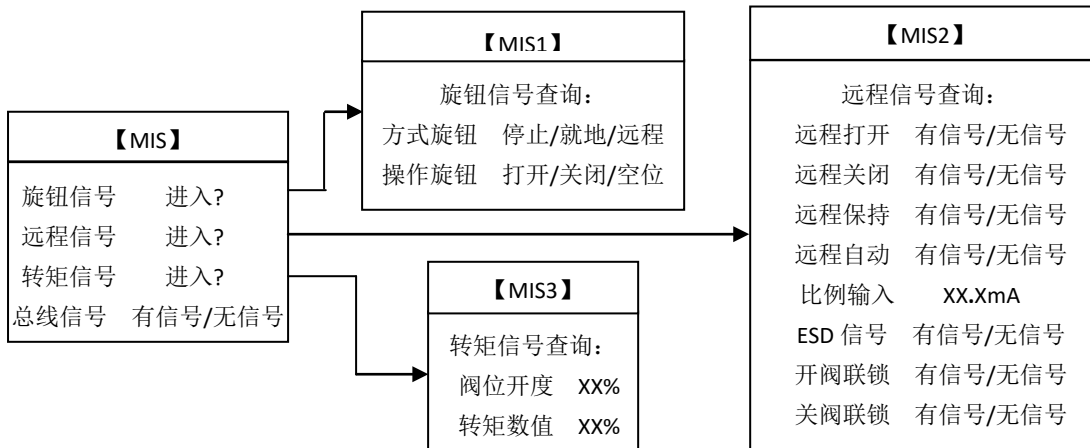 【MIS】
旋钮信号 进入?
远程信号 进入?
转矩信号 进入?
总线信号 有信号/无信号
【MIS1】
旋钮信号查询：
方式旋钮 停止/就地/远程
操作旋钮 打开/关闭/空位
【MIS3】
转矩信号查询：
阀位开度 XX%
转矩数值 XX%
【MIS2】
远程信号查询：
远程打开 有信号/无信号
远程关闭 有信号/无信号
远程保持 有信号/无信号
远程自动 有信号/无信号
比例输入 XX.XmA
ESD 信号 有信号/无信号
开阀联锁 有信号/无信号
关阀联锁 有信号/无信号